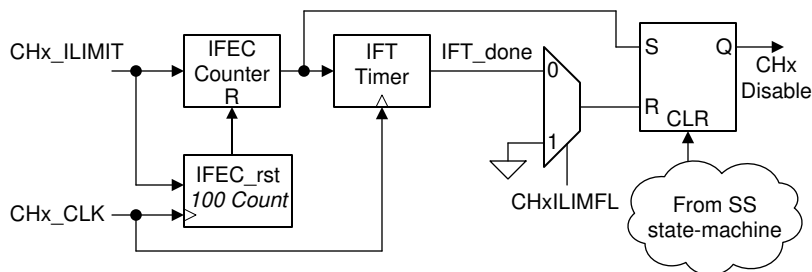 CHx_ILIMIT
IFEC
Counter
R
IFT
Timer
IFT_done
0
1
CHxILIMFL
S
Q
R
CLR
CHx
Disable
IFEC_rst
100 Count
CHx_CLK
From SS
state-machine